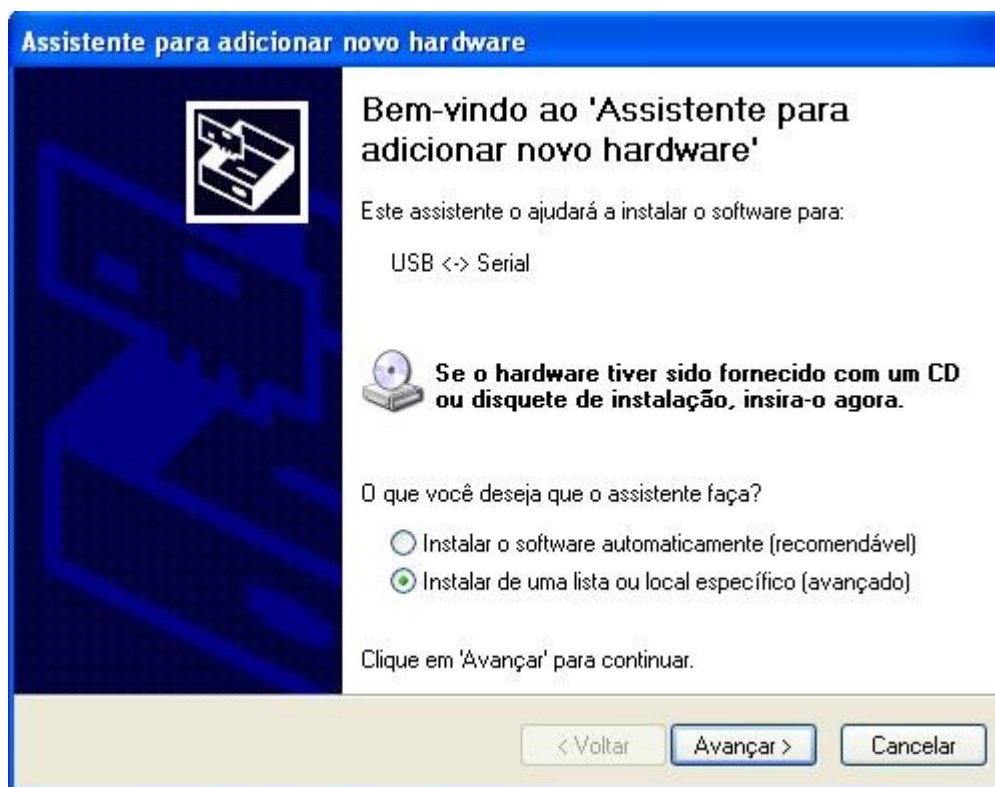 Assistente para adicionar novo hardware
Bem-vindo ao 'Assistente para
adicionar novo hardware'
Este assistente o ajudará a instalar o software para:
USB <-> Serial
Se o hardware tiver sido fornecido com um CD
ou disquete de instalação, insira-o agora.
O que você deseja que o assistente faça?
Instalar o software automaticamente (recomendável)
Instalar de uma lista ou local específico (avançado)
Clique em 'Avançar' para continuar.
< Voltar
Avançar >
Cancelar